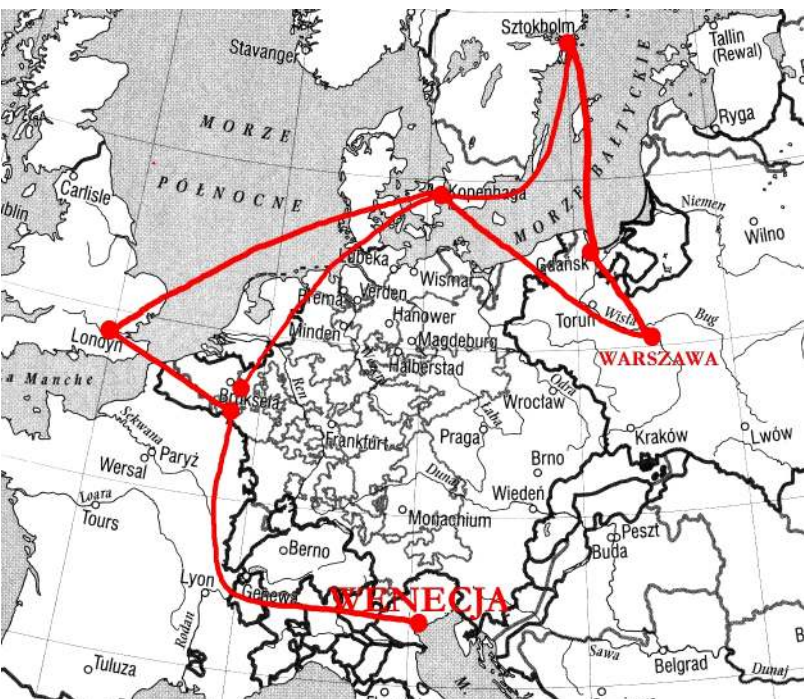 Sztokholm
Stavanger
Tallin
(Rewal)
MORZE
PÓŁNOCNE
MORZE BAŁTYCKIE
Ryga
Carlisle
Kopenhaga
Niemen
Wilno
Lubeka
Wismar
Gdańsk
Brema
Verden
Hanower
Toruń
Wisła
Bug
Londyn
Minden
Magdeburg
WARSZAWA
Halberstad
a Manche
Ren
Odra
Bruksela
Wrocław
Łaba
Sekwana
Frankfurt
Praga
Kraków
Lwów
Paryż
Wersal
Brno
Dunaj
Wiedeń
Loara
Tours
Monachium
Peszt
Buda
Berno
Lyon
Genewa
WENECJA
Rodan
Sawa
Belgrad
Tuluza
Dunaj
M.